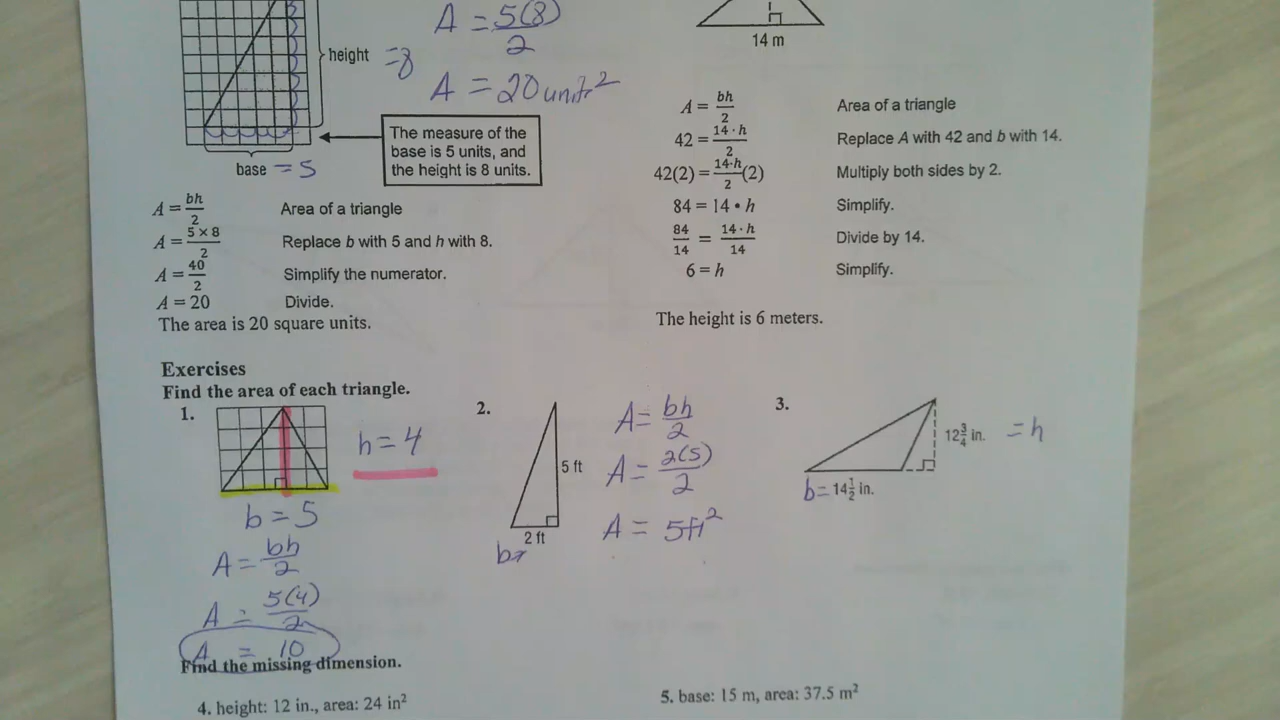 height = 8
A = 5(8)/2
A = 20 units²
base = 5
The measure of the
base is 5 units, and
the height is 8 units.
A = bh/2 Area of a triangle
A = 5 × 8/2 Replace b with 5 and h with 8.
A = 40/2 Simplify the numerator.
A = 20 Divide.
The area is 20 square units.
14 m
A = bh/2 Area of a triangle
42 = 14 · h/2 Replace A with 42 and b with 14.
42(2) = 14·h/2 (2) Multiply both sides by 2.
84 = 14 • h Simplify.
84/14 = 14 · h/14 Divide by 14.
6 = h Simplify.
The height is 6 meters.
Exercises
Find the area of each triangle.
1.
h = 4
b = 5
A = bh/2
A = 5(4)/2
A = 10
2.
5 ft
2 ft
b=
A = bh/2
A = 2(5)/2
A = 5ft²
3.
12 3/4 in. = h
b = 14 1/2 in.
Find the missing dimension.
4. height: 12 in., area: 24 in²
5. base: 15 m, area: 37.5 m²